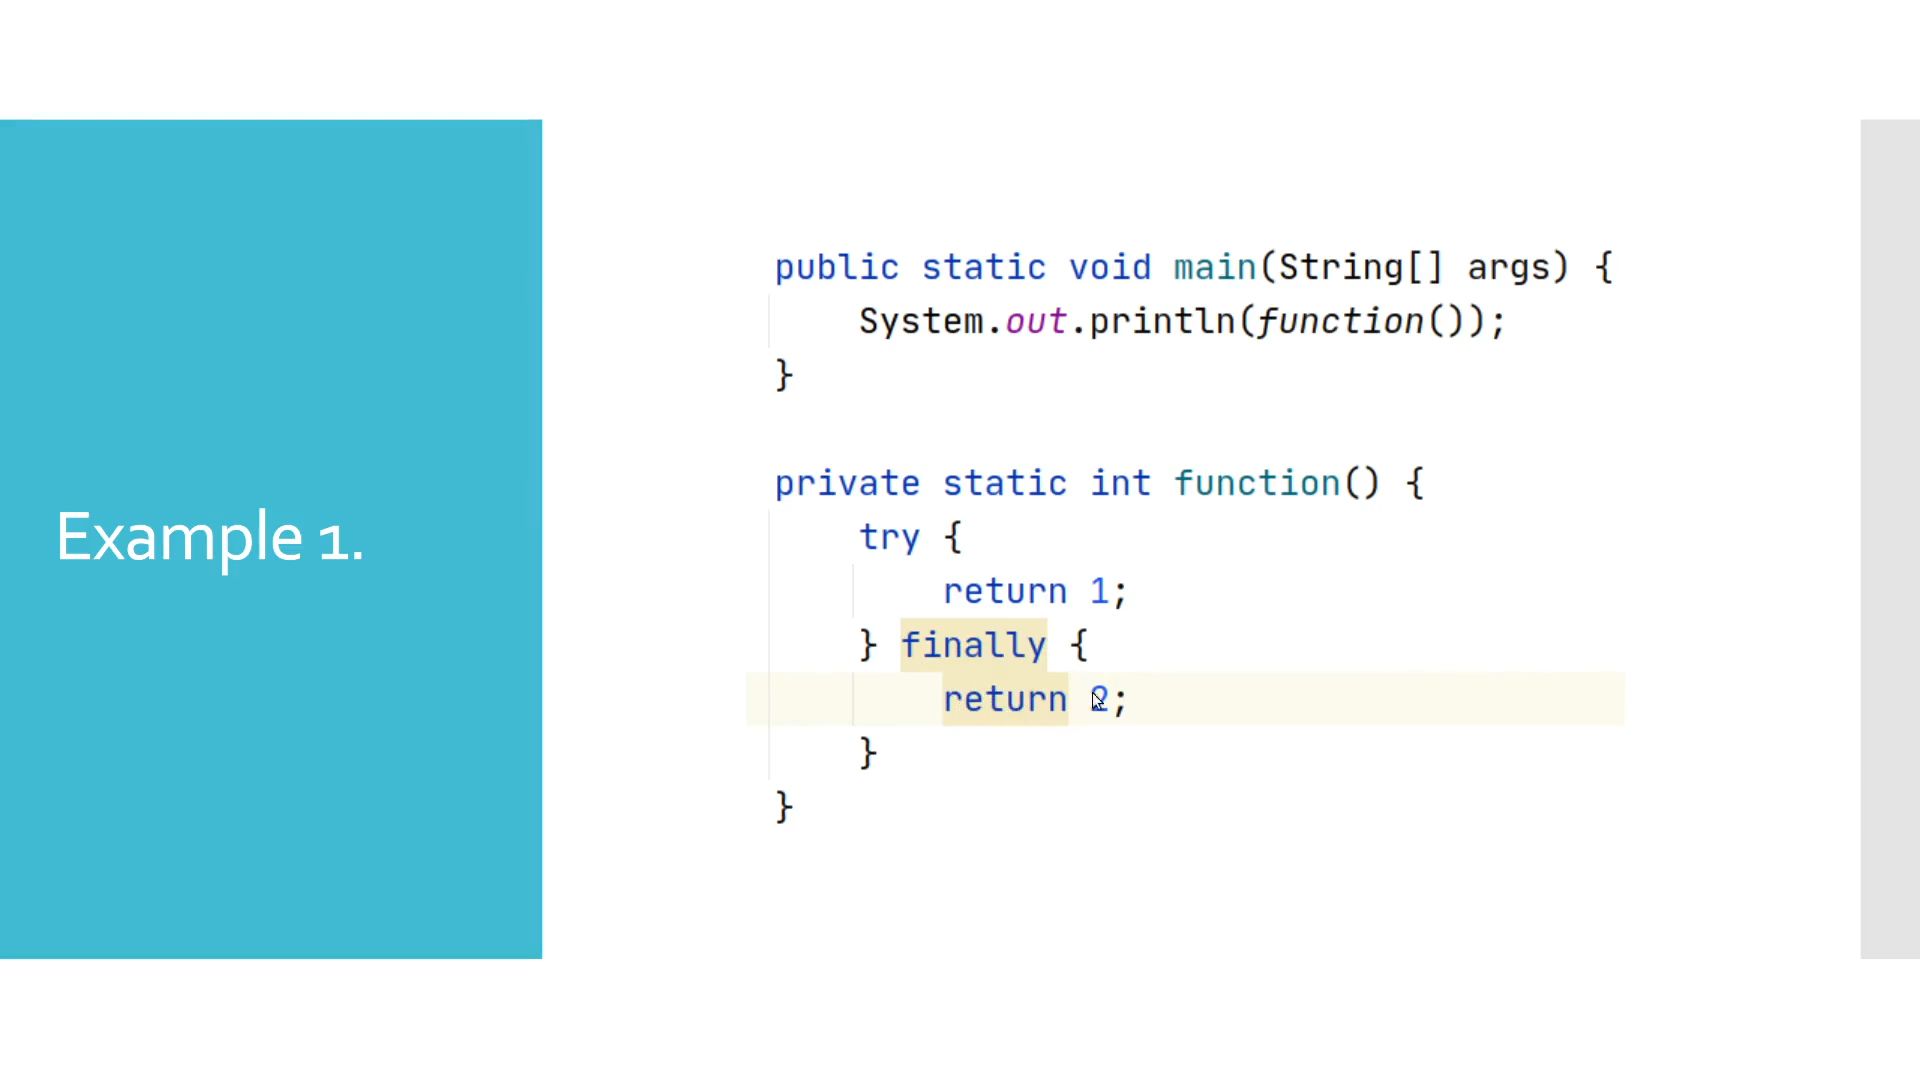 Example 1.
public static void main(String[] args) {
System.out.println(function());
}
private static int function() {
try {
return 1;
} finally {
return 2;
}
}